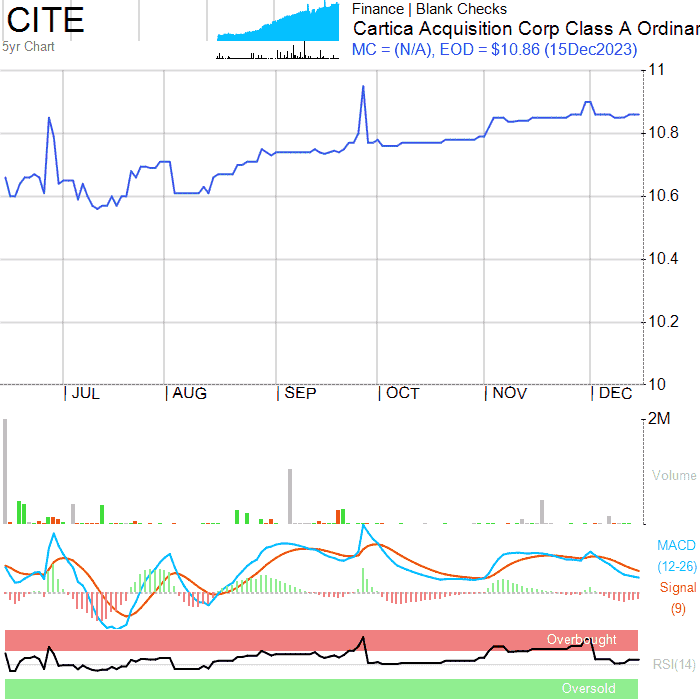 CITE
5yr Chart
Finance | Blank Checks
Cartica Acquisition Corp Class A Ordinar
MC = (N/A), EOD = $10.86 (15Dec2023)
11
10.8
10.6
10.4
10.2
10
| JUL | AUG | SEP | OCT | NOV | DEC
2M
Volume
MACD
(12-26)
Signal
(9)
Overbought
RSI(14)
Oversold